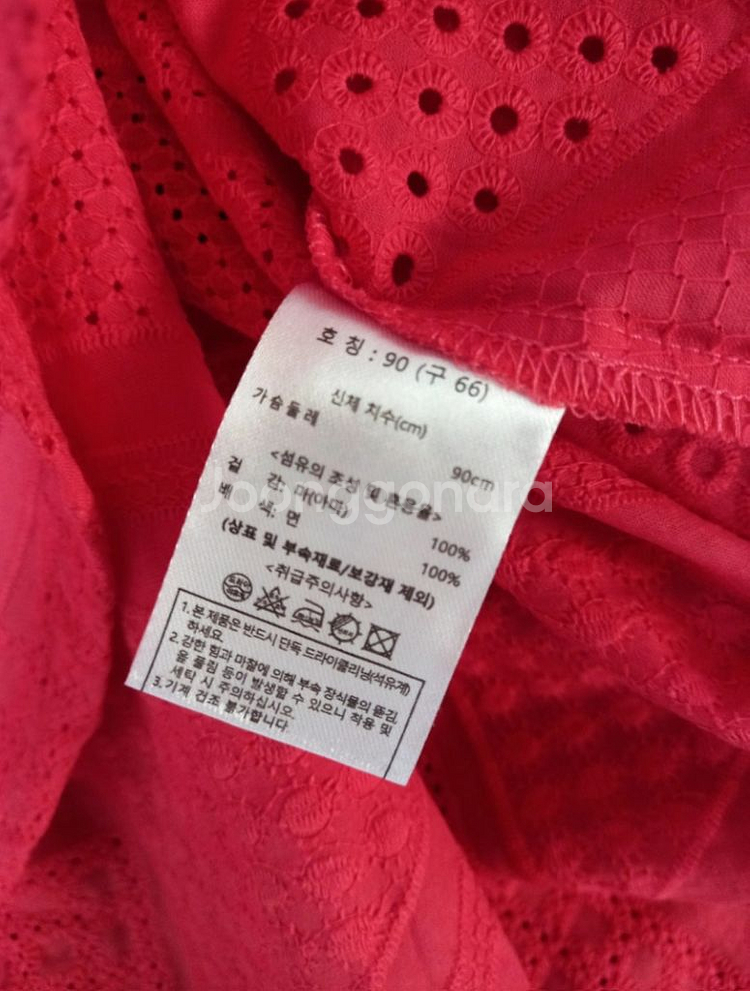 호 칭 : 90 (구 66)
신체 치수(cm)
가슴둘레 90cm
<섬유의 조성 및 혼용율>
겉 감: 마(아마) 100%
배 색: 면 100%
(상표 및 부속재료/보강재 제외)
<취급주의사항>
1.본 제품은 반드시 단독 드라이클리닝(석유계)
하세요
2.강한 힘과 마찰에 의해 부속 장식물의 뜯김,
올 풀림 등이 발생할 수 있으니 착용 및
세탁 시 주의하십시오.
3.기계 건조 불가합니다
Joonggonara